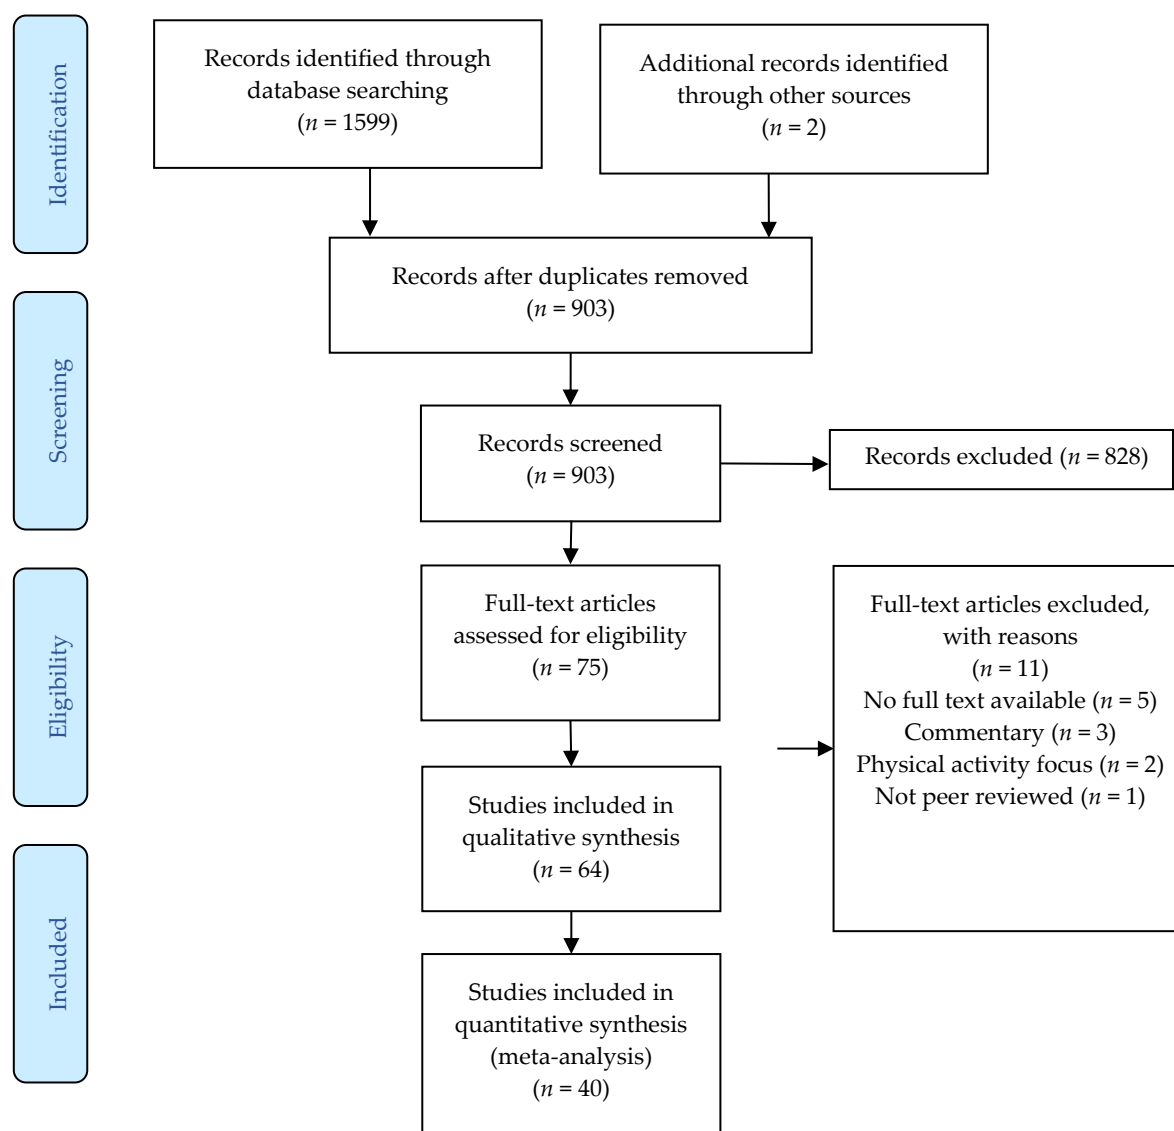 Identification
Records identified through
database searching
(n = 1599)
Additional records identified
through other sources
(n = 2)
Records after duplicates removed
(n = 903)
Screening
Records screened
(n = 903)
Records excluded (n = 828)
Eligibility
Full-text articles
assessed for eligibility
(n = 75)
Full-text articles excluded,
with reasons
(n = 11)
No full text available (n = 5)
Commentary (n = 3)
Physical activity focus (n = 2)
Not peer reviewed (n = 1)
Studies included in
qualitative synthesis
(n = 64)
Included
Studies included in
quantitative synthesis
(meta-analysis)
(n = 40)